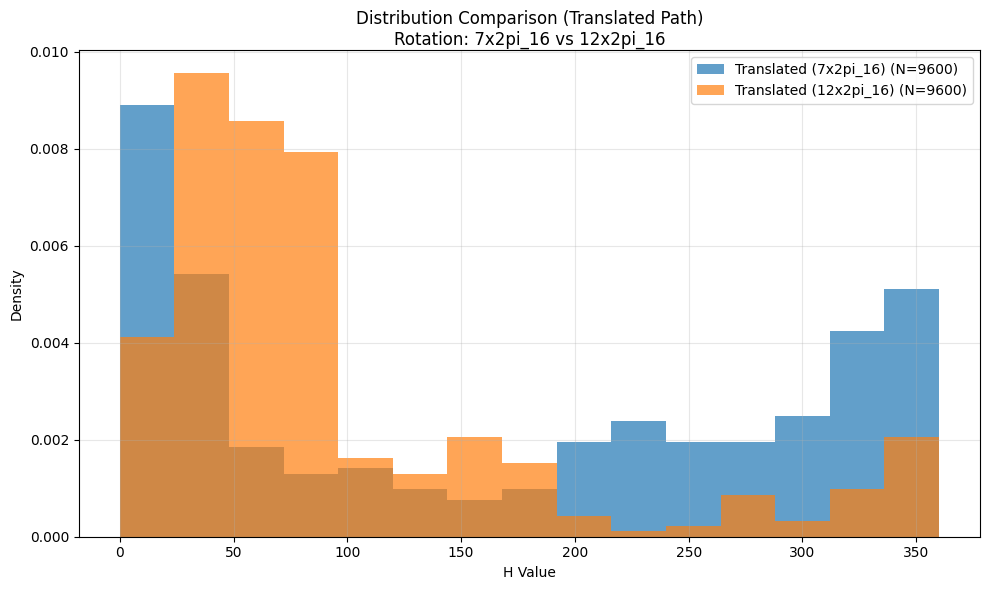 Distribution Comparison (Translated Path)
Rotation: 7x2pi_16 vs 12x2pi_16
Translated (7x2pi_16) (N=9600)
Translated (12x2pi_16) (N=9600)
Density
0.010
0.008
0.006
0.004
0.002
0.000
0 50 100 150 200 250 300 350
H Value